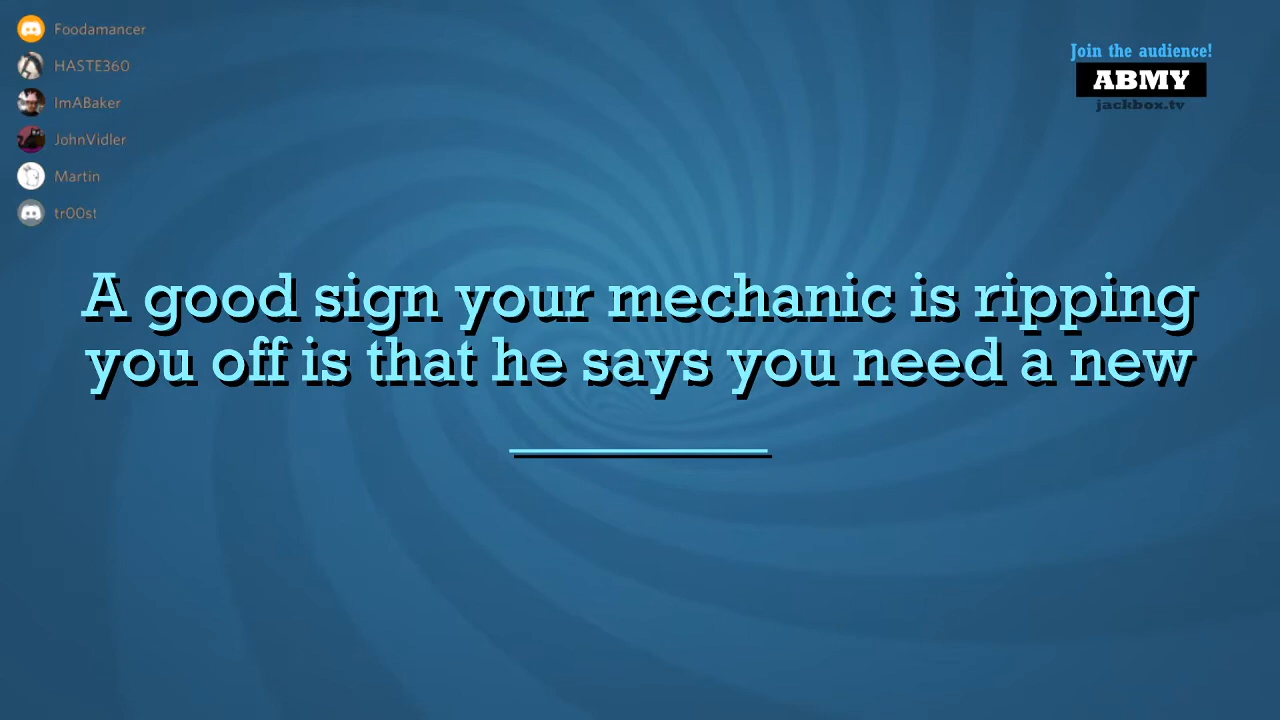 Foodamancer
HASTE360
ImABaker
JohnVidler
Martin
tr00st
Join the audience!
ABMY
jackbox.tv
A good sign your mechanic is ripping
you off is that he says you need a new